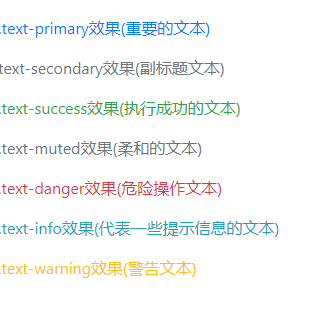 .text-primary效果(重要的文本)
text-secondary效果(副标题文本)
.text-success效果(执行成功的文本)
.text-muted效果(柔和的文本)
.text-danger效果(危险操作文本)
.text-info效果(代表一些提示信息的文本)
.text-warning效果(警告文本)